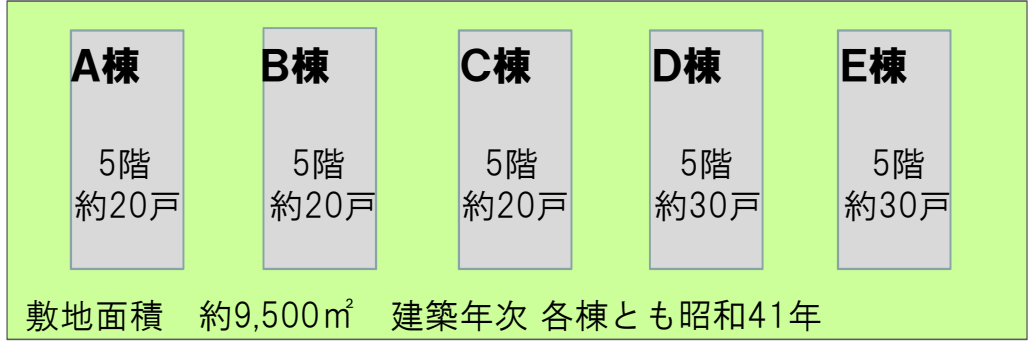 A棟 B棟 C棟 D棟 E棟
5階 5階 5階 5階 5階
約20戸 約20戸 約20戸 約30戸 約30戸
敷地面積　約9,500㎡　建築年次 各棟とも昭和41年